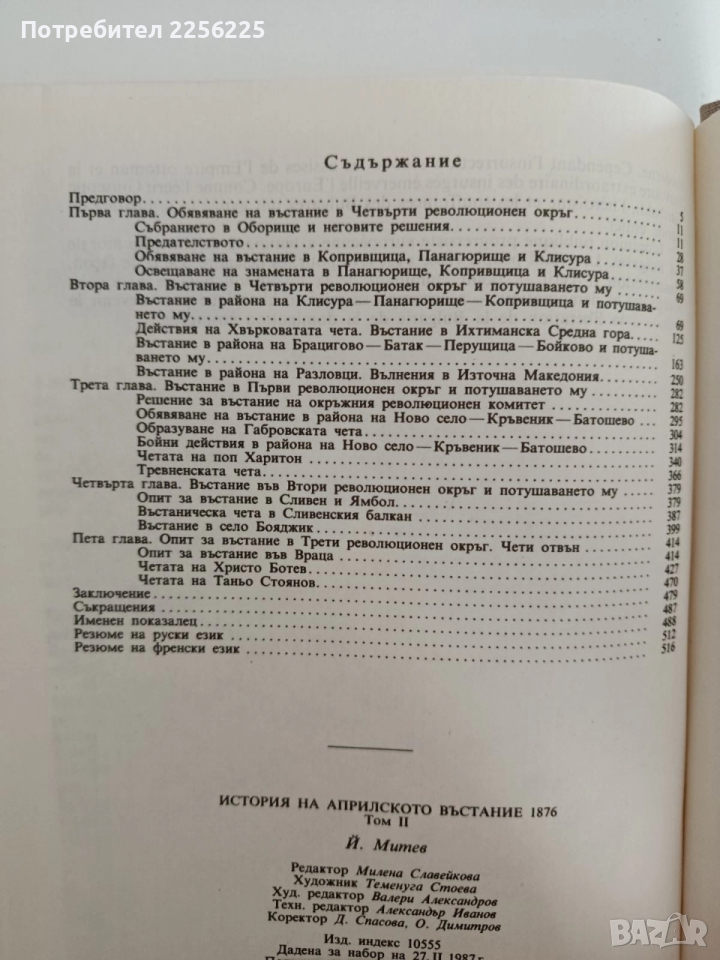 Потребител 2256225
Съдържание
Предговор. 5
Първа глава. Обявяване на въстание в Четвърти революционен окръг. 11
Събранието в Оборище и неговите решения. 11
Предателството 28
Обявяване на въстание в Копривщица, Панагюрище и Клисура 37
Освещаване на знамената в Панагюрище, Копривщица и Клисура. 58
Втора глава. Въстание в Четвърти революционен окръг и потушаването му 69
Въстание в района на Клисура — Панагюрище — Копривщица и потушава-
нето му. 69
Действия на Хвърковатата чета. Въстание в Ихтиманска Средна гора. 125
Въстание в района на Брацигово — Батак — Перущица — Бойково и потуша-
ването му. 163
Въстание в района на Разловци. Вълнения в Източна Македония. 250
Трета глава. Въстание в Първи революционен окръг и потушаването му 282
Решение за въстание на окръжния революционен комитет 282
Обявяване на въстание в района на Ново село — Кръвеник — Батошево 295
Образуване на Габровската чета 304
Бойни действия в района на Ново село — Кръвеник — Батошево. 314
Четата на поп Харитон 340
Тревненската чета. 366
Четвърта глава. Въстание във Втори революционен окръг и потушаването му 379
Опит за въстание в Сливен и Ямбол. 379
Въстаническа чета в Сливенския балкан 387
Въстание в село Бояджик 399
Пета глава. Опит за въстание в Трети революционен окръг. Чети отвън 414
Опит за въстание във Враца 414
Четата на Христо Ботев 427
Четата на Таньо Стоянов. 470
Заключение 479
Съкращения 487
Именен показалец 488
Резюме на руски език 512
Резюме на френски език 516
ИСТОРИЯ НА АПРИЛСКОТО ВЪСТАНИЕ 1876
Том II
Й. Митев
Редактор Милена Славейкова
Художник Теменуга Стоева
Худ. редактор Валери Александров
Техн. редактор Александър Иванов
Коректор Д. Спасова, О. Димитров
Изд. индекс 10555
Дадена за набор на 27.II 1987 г.
BAZAR